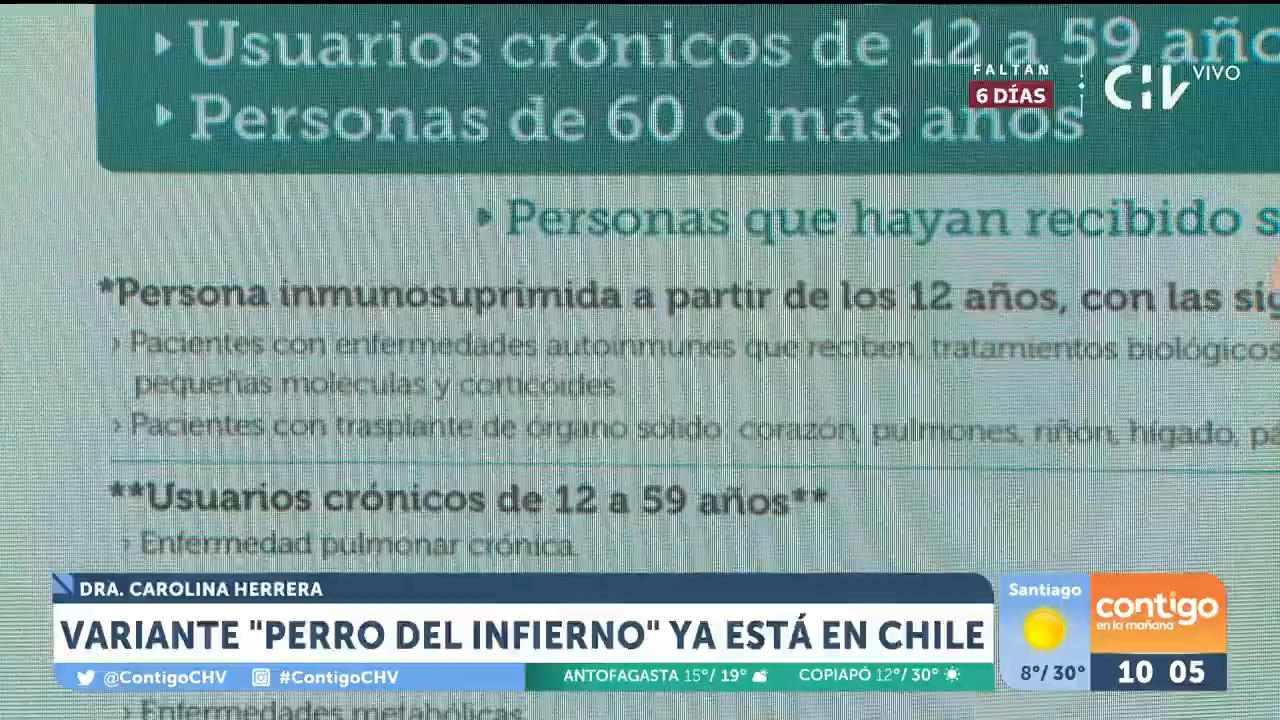 ▸ Usuarios crónicos de 12 a 59 año
▸ Personas de 60 o más años
FALTAN
6 DÍAS
CHV VIVO
▸ Personas que hayan recibido s
*Persona inmunosuprimida a partir de los 12 años, con las sig
› Pacientes con enfermedades autoinmunes que reciben, tratamientos biológicos
pequeñas moleculas y corticoides.
› Pacientes con trasplante de órgano sólido: corazón, pulmones, riñon, hígado, pá
**Usuarios crónicos de 12 a 59 años**
› Enfermedad pulmonar crónica.
DRA. CAROLINA HERRERA
VARIANTE "PERRO DEL INFIERNO" YA ESTÁ EN CHILE
@ContigoCHV #ContigoCHV
ANTOFAGASTA 15°/ 19° COPIAPÓ 12°/ 30°
Santiago
8°/ 30°
contigo
en la mañana
10 05
› Enfermedades metabólicas